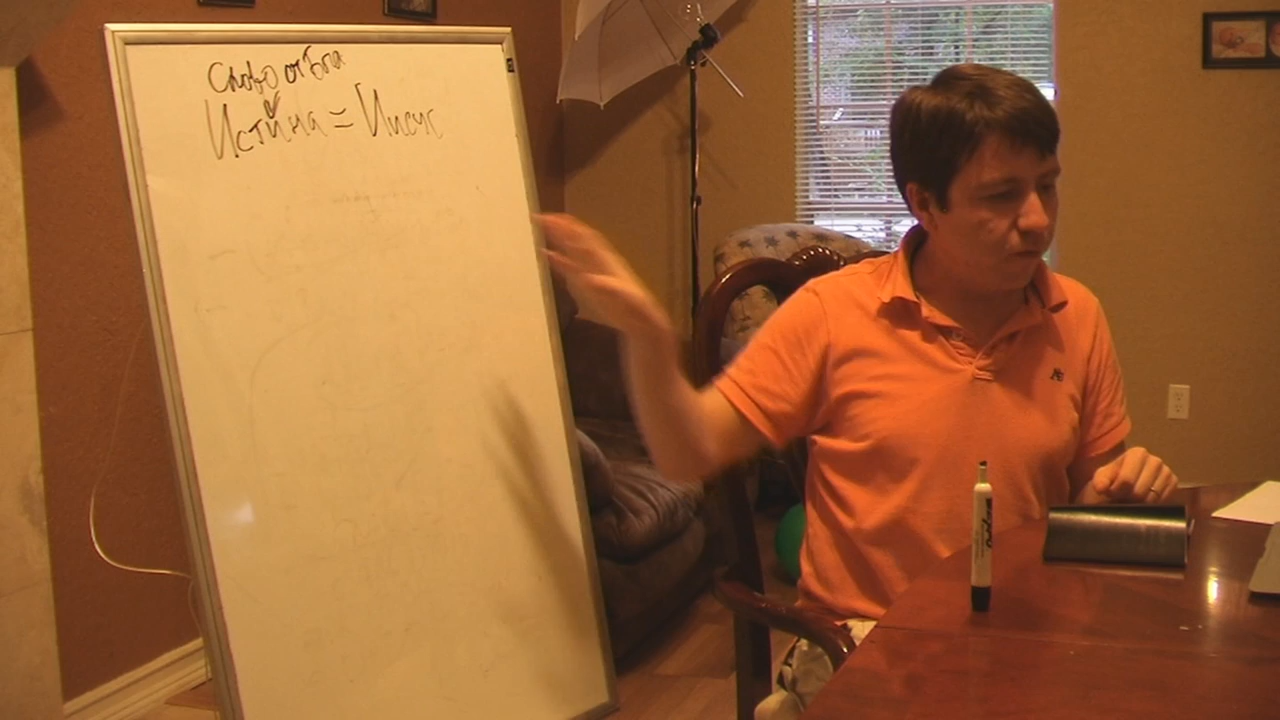 Слово от Бога
Истина = Иисус